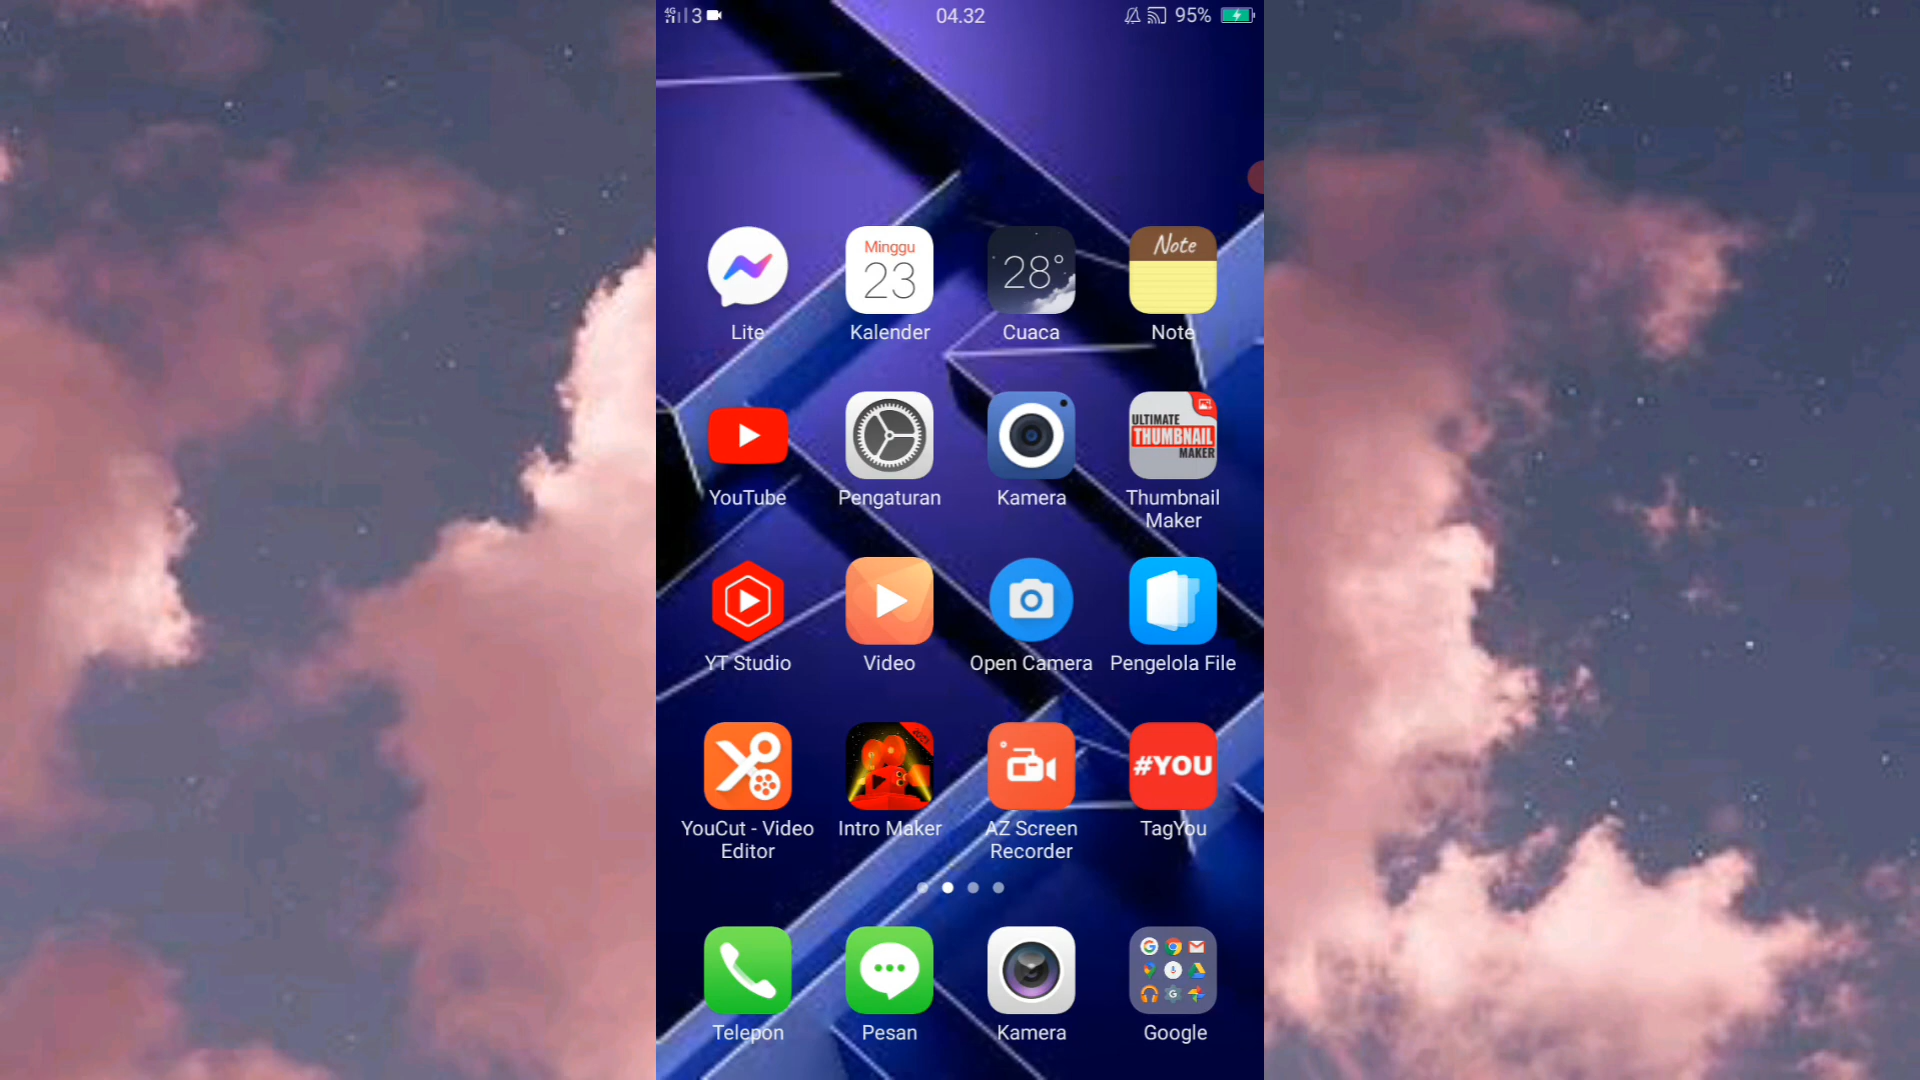 4G 3 04.32 95%
Minggu
23
28°
Note
Lite Kalender Cuaca Note
ULTIMATE
THUMBNAIL
MAKER
YouTube Pengaturan Kamera Thumbnail
Maker
YT Studio Video Open Camera Pengelola File
#YOU
YouCut - Video Intro Maker AZ Screen TagYou
Editor Recorder
Telepon Pesan Kamera Google